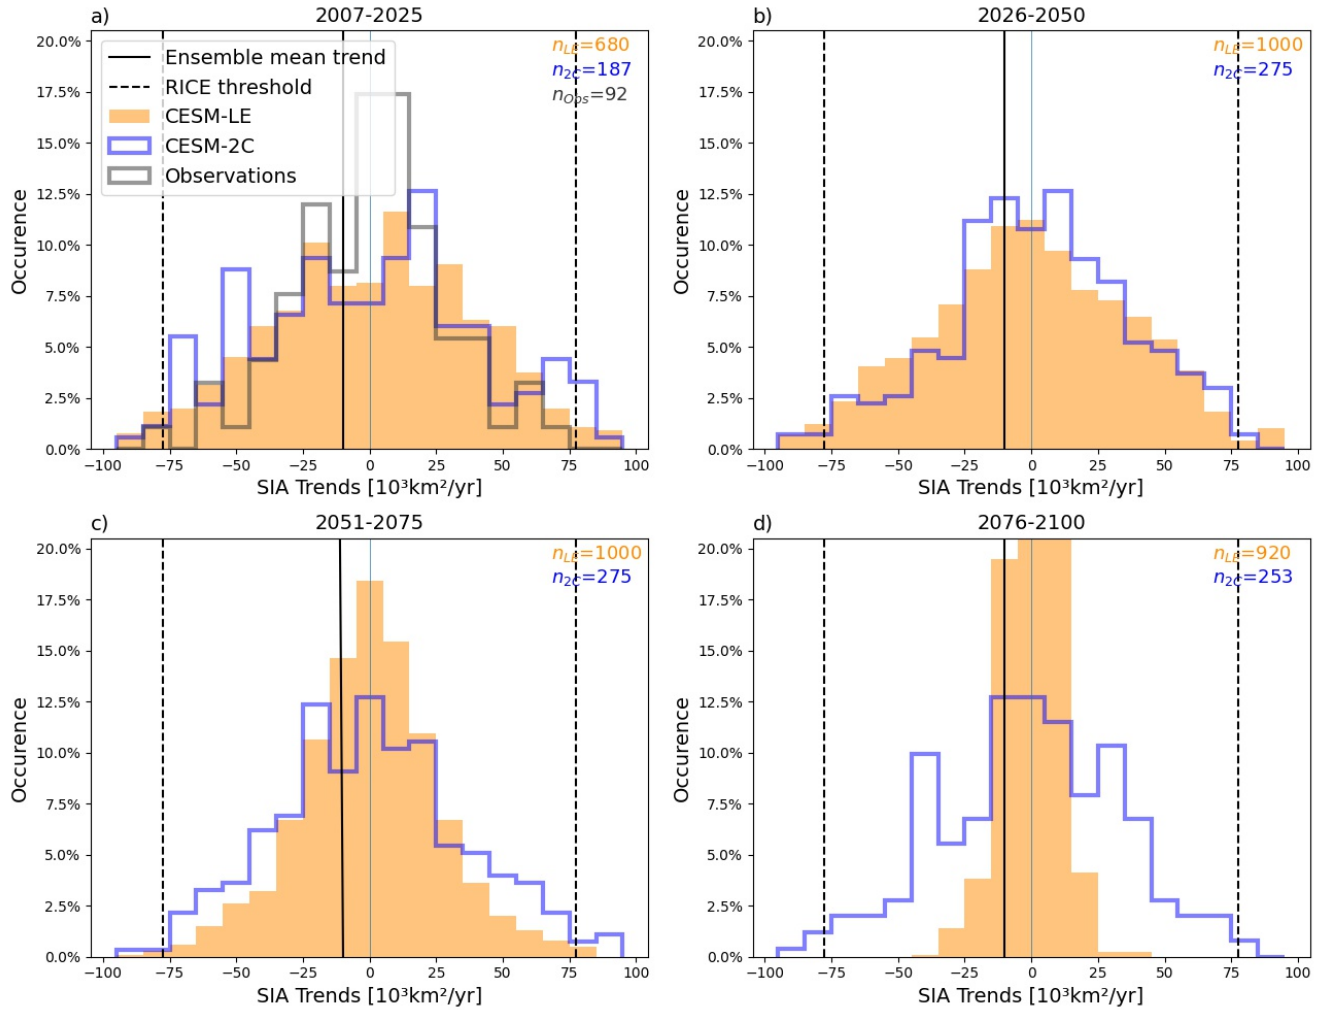 a)
2007-2025
20.0%
17.5%
15.0%
12.5%
10.0%
7.5%
5.0%
2.5%
0.0%
Occurence
Ensemble mean trend
RICE threshold
CESM-LE
CESM-2C
Observations
n_LE=680
n_2C=187
n_Obs=92
−100 −75 −50 −25 0 25 50 75 100
SIA Trends [10³km²/yr]
b)
2026-2050
20.0%
17.5%
15.0%
12.5%
10.0%
7.5%
5.0%
2.5%
0.0%
Occurence
n_LE=1000
n_2C=275
−100 −75 −50 −25 0 25 50 75 100
SIA Trends [10³km²/yr]
c)
2051-2075
20.0%
17.5%
15.0%
12.5%
10.0%
7.5%
5.0%
2.5%
0.0%
Occurence
n_LE=1000
n_2C=275
−100 −75 −50 −25 0 25 50 75 100
SIA Trends [10³km²/yr]
d)
2076-2100
20.0%
17.5%
15.0%
12.5%
10.0%
7.5%
5.0%
2.5%
0.0%
Occurence
n_LE=920
n_2C=253
−100 −75 −50 −25 0 25 50 75 100
SIA Trends [10³km²/yr]